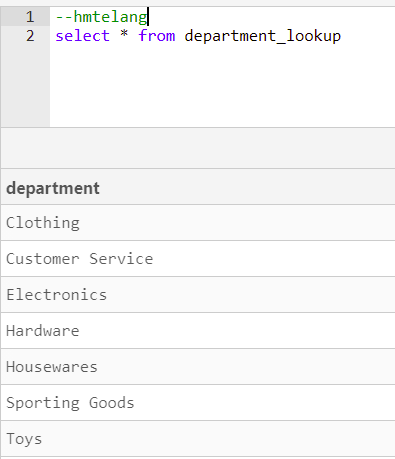 1 --hmtelang
2 select * from department_lookup
department
Clothing
Customer Service
Electronics
Hardware
Housewares
Sporting Goods
Toys